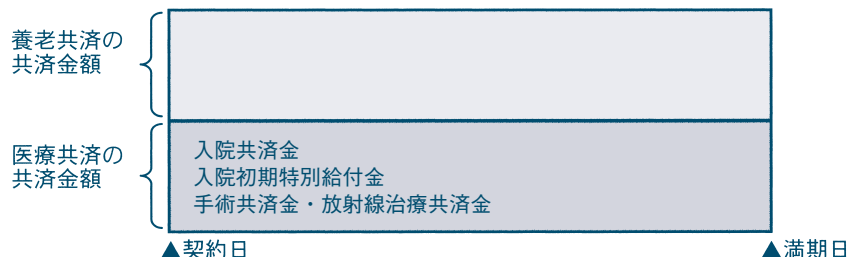 養老共済の
共済金額
医療共済の
共済金額
入院共済金
入院初期特別給付金
手術共済金・放射線治療共済金
▲契約日
▲満期日